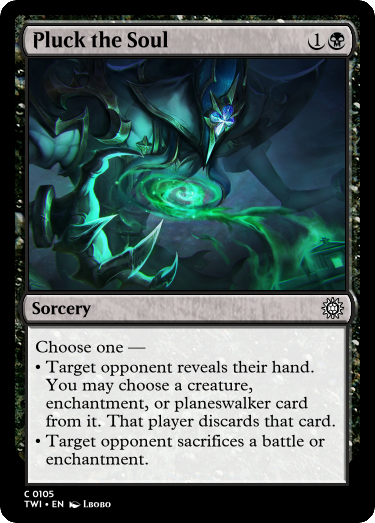 Pluck the Soul 1
Sorcery
Choose one —
• Target opponent reveals their hand.
You may choose a creature,
enchantment, or planeswalker card
from it. That player discards that card.
• Target opponent sacrifices a battle or
enchantment.
C 0105
TWI • EN Lbobo